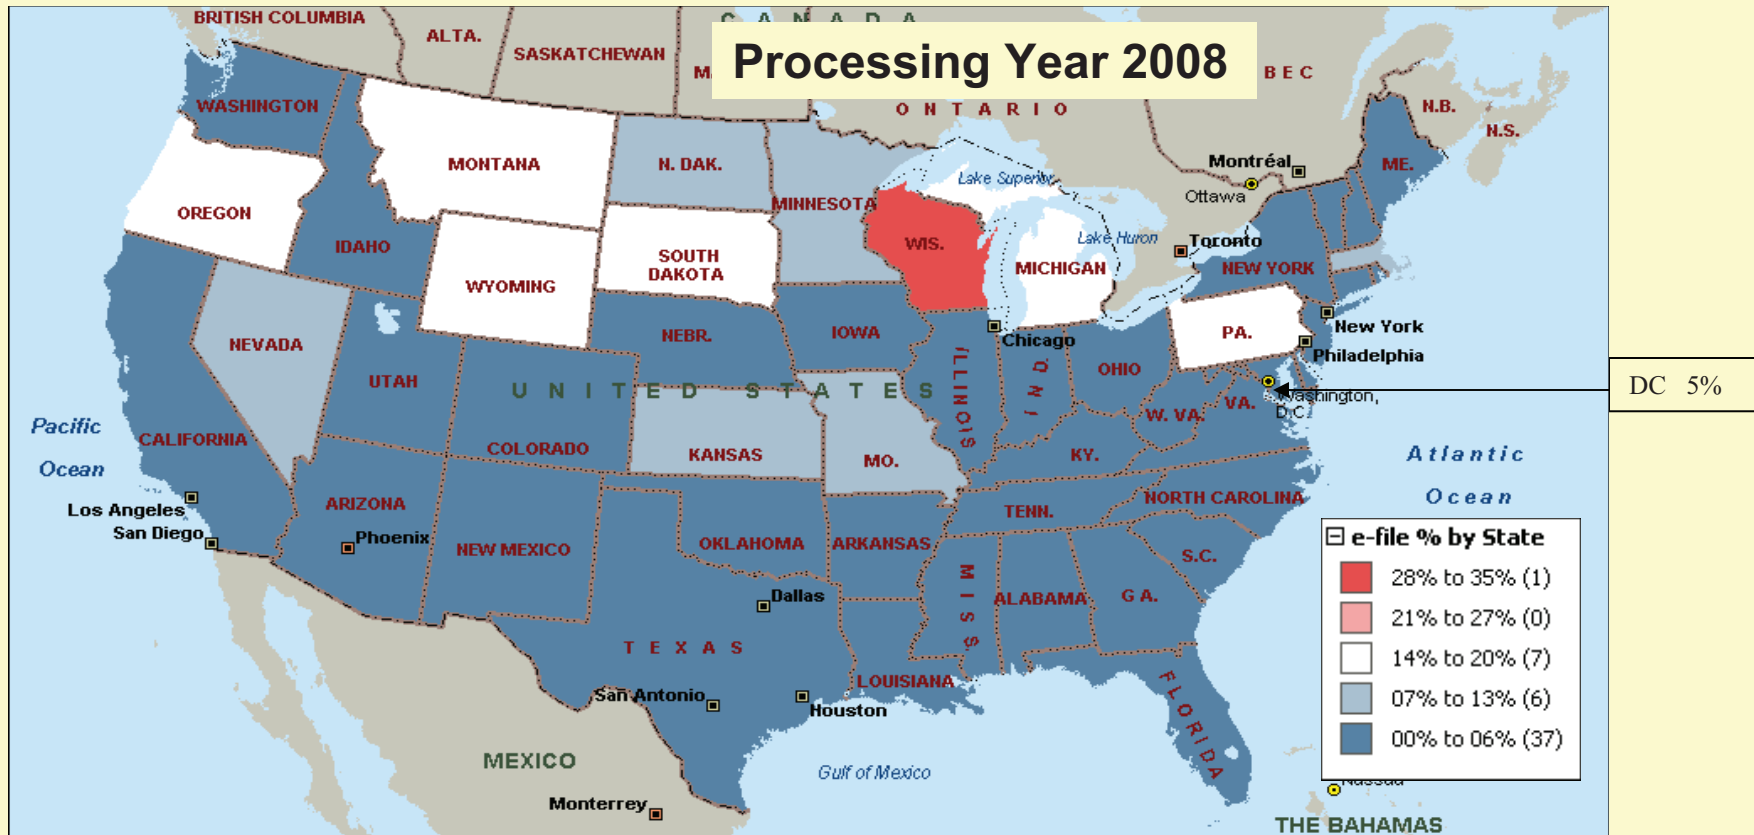 BRITISH COLUMBIA
ALTA.
SASKATCHEWAN
C A N A D A
M
Processing Year 2008
B E C
O N T A R I O
N.B.
N.S.
WASHINGTON
MONTANA
N. DAK.
MINNESOTA
Lake Superior
Montréal
Ottawa
ME.
OREGON
IDAHO
WYOMING
SOUTH
DAKOTA
WIS.
MICHIGAN
Lake Huron
Toronto
NEW YORK
NEVADA
UTAH
NEBR.
IOWA
Chicago
ILLINOIS
IND.
OHIO
PA.
New York
Philadelphia
Washington,
D.C.
DC 5%
U N I T E D S T A T E S
Pacific
Ocean
CALIFORNIA
COLORADO
KANSAS
MO.
KY.
W. VA.
VA.
Atlantic
Ocean
Los Angeles
San Diego
ARIZONA
Phoenix
NEW MEXICO
OKLAHOMA
ARKANSAS
TENN.
NORTH CAROLINA
S.C.
Dallas
T E X A S
MISS.
ALABAMA
GA.
LOUISIANA
San Antonio
Houston
FLORIDA
MEXICO
Monterrey
Gulf of Mexico
e-file % by State
28% to 35% (1)
21% to 27% (0)
14% to 20% (7)
07% to 13% (6)
00% to 06% (37)
Nassau
THE BAHAMAS